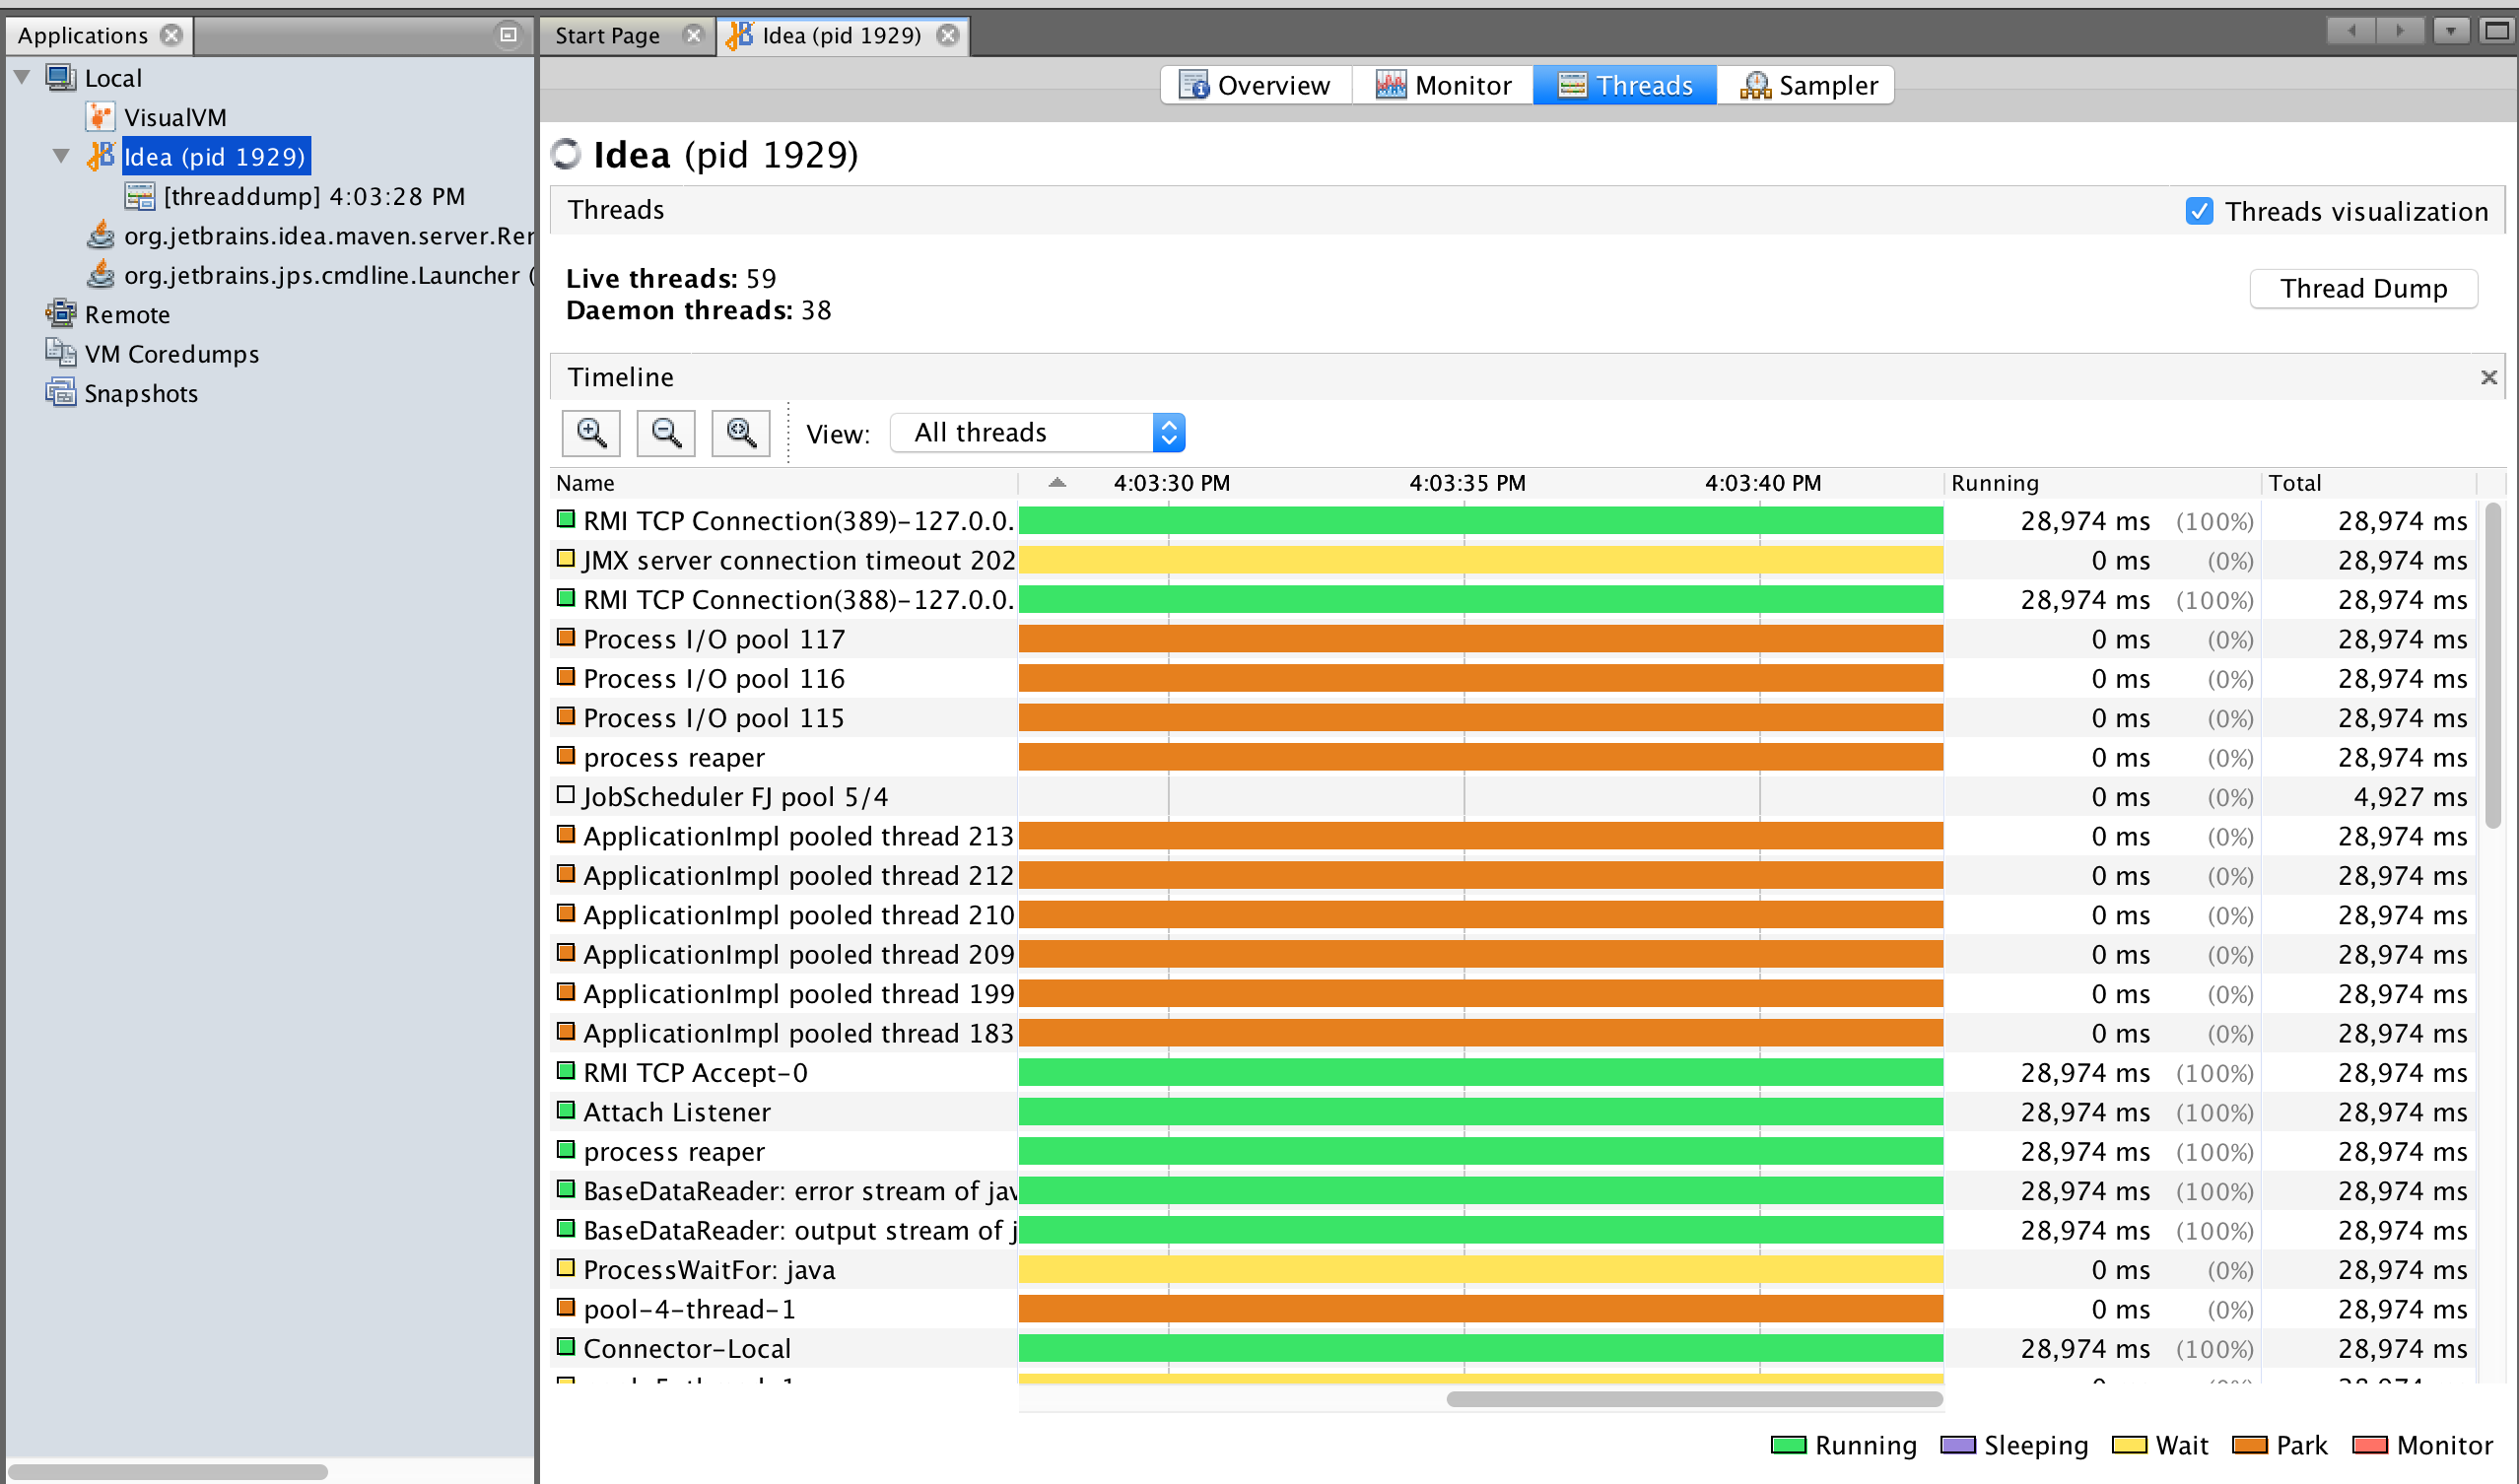 Applications
Start Page
Idea (pid 1929)
Local
VisualVM
Idea (pid 1929)
[threaddump] 4:03:28 PM
org.jetbrains.idea.maven.server.Rer
org.jetbrains.jps.cmdline.Launcher (
Remote
VM Coredumps
Snapshots
Overview
Monitor
Threads
Sampler
Idea (pid 1929)
Threads
Threads visualization
Live threads: 59
Daemon threads: 38
Thread Dump
Timeline
View: All threads
Name 4:03:30 PM 4:03:35 PM 4:03:40 PM Running Total
RMI TCP Connection(389)-127.0.0. 28,974 ms (100%) 28,974 ms
JMX server connection timeout 202 0 ms (0%) 28,974 ms
RMI TCP Connection(388)-127.0.0. 28,974 ms (100%) 28,974 ms
Process I/O pool 117 0 ms (0%) 28,974 ms
Process I/O pool 116 0 ms (0%) 28,974 ms
Process I/O pool 115 0 ms (0%) 28,974 ms
process reaper 0 ms (0%) 28,974 ms
JobScheduler FJ pool 5/4 0 ms (0%) 4,927 ms
ApplicationImpl pooled thread 213 0 ms (0%) 28,974 ms
ApplicationImpl pooled thread 212 0 ms (0%) 28,974 ms
ApplicationImpl pooled thread 210 0 ms (0%) 28,974 ms
ApplicationImpl pooled thread 209 0 ms (0%) 28,974 ms
ApplicationImpl pooled thread 199 0 ms (0%) 28,974 ms
ApplicationImpl pooled thread 183 0 ms (0%) 28,974 ms
RMI TCP Accept-0 28,974 ms (100%) 28,974 ms
Attach Listener 28,974 ms (100%) 28,974 ms
process reaper 28,974 ms (100%) 28,974 ms
BaseDataReader: error stream of jav 28,974 ms (100%) 28,974 ms
BaseDataReader: output stream of j 28,974 ms (100%) 28,974 ms
ProcessWaitFor: java 0 ms (0%) 28,974 ms
pool-4-thread-1 0 ms (0%) 28,974 ms
Connector-Local 28,974 ms (100%) 28,974 ms
Running Sleeping Wait Park Monitor